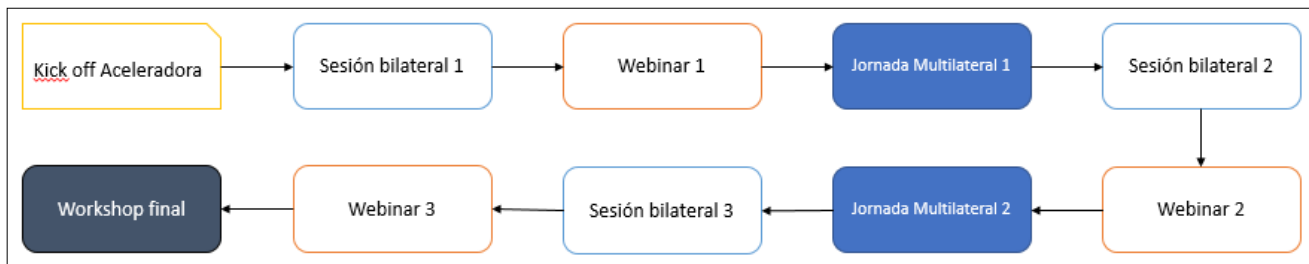 Kick off Aceleradora
Sesión bilateral 1
Webinar 1
Jornada Multilateral 1
Sesión bilateral 2
Webinar 2
Jornada Multilateral 2
Sesión bilateral 3
Webinar 3
Workshop final